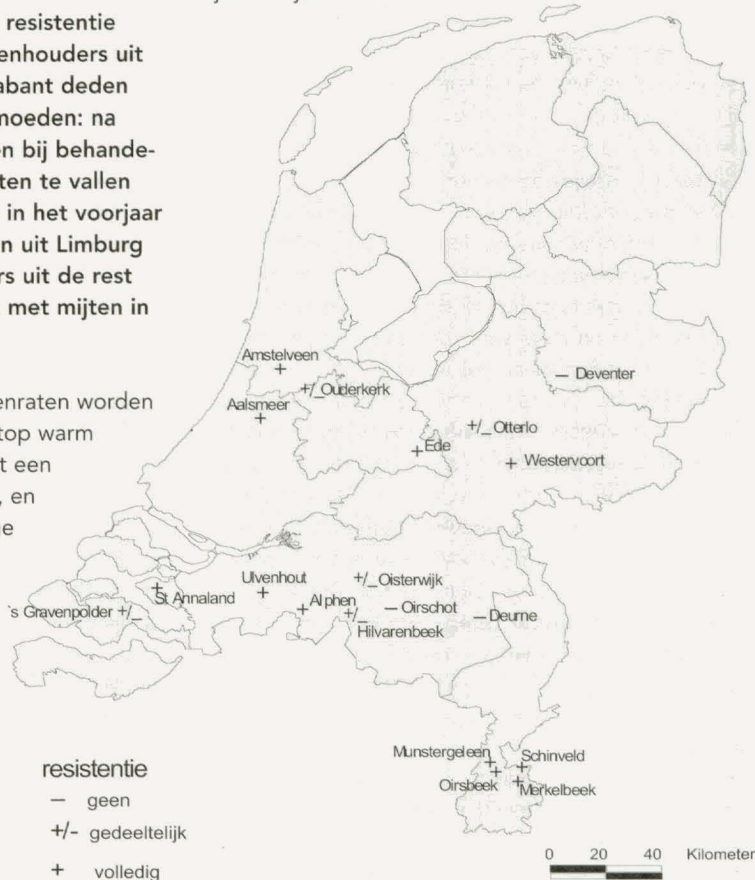 resistentie
enhouders uit
abant deden
moeden: na
en bij behande-
ten te vallen
in het voorjaar
n uit Limburg
rs uit de rest
met mijten in
enraten worden
top warm
t een
, en
ie
Amstelveen
+/_Ouderkerk
Aalsmeer
– Deventer
+/_Otterlo
Ede
+ Westervoort
Ulvenhout
+/_Oisterwijk
St Annaland
Alphen
–Oirschot
–Deurne
`s Gravenpolder +/_
+/_
Hilvarenbeek
Munstergeleen
Schinveld
Oirsbeek
Merkelbeek
resistentie
– geen
+/- gedeeltelijk
+ volledig
0 20 40 Kilometer